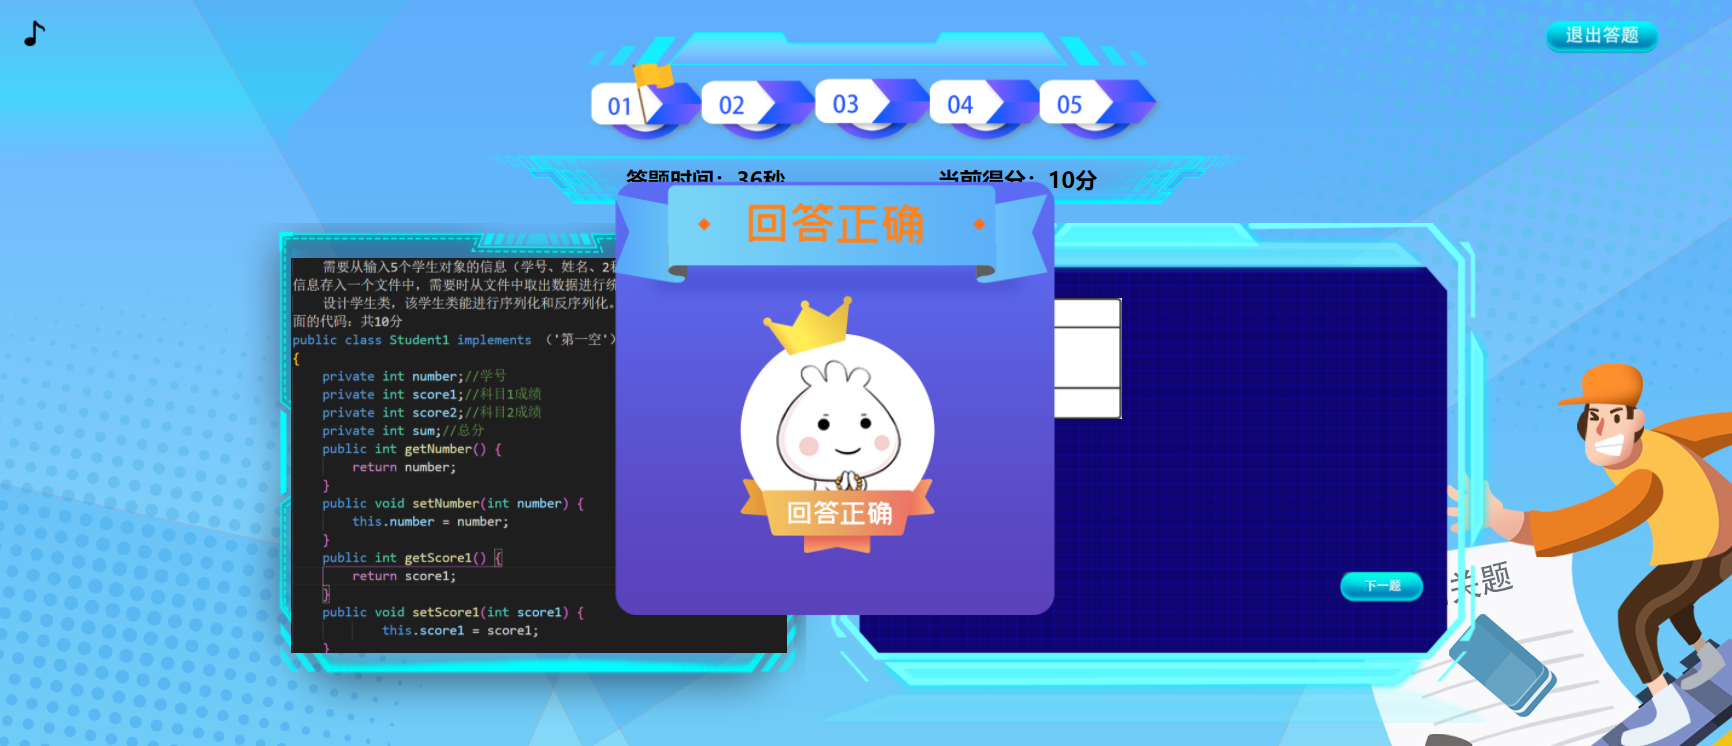 退出答题
01 02 03 04 05
答题时间：36秒 当前得分：10分
回答正确
回答正确
需要从输入5个学生对象的信息（学号、姓名、2
信息存入一个文件中，需要时从文件中取出数据进行
设计学生类，该学生类能进行序列化和反序列化。
面的代码：共10分
public class Student1 implements （'第一空'）
{
private int number;//学号
private int score1;//科目1成绩
private int score2;//科目2成绩
private int sum;//总分
public int getNumber() {
return number;
}
public void setNumber(int number) {
this.number = number;
}
public int getScore1() {
return score1;
}
public void setScore1(int score1) {
this.score1 = score1;
}
下一题
关题